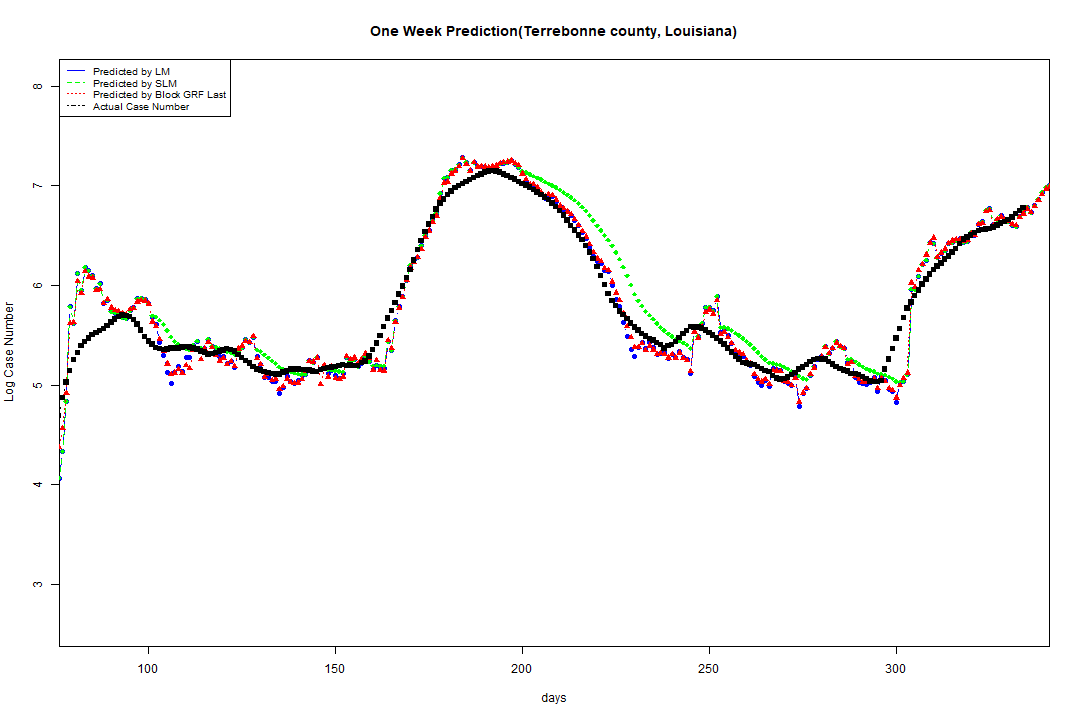 One Week Prediction(Terrebonne county, Louisiana)
Predicted by LM
Predicted by SLM
Predicted by Block GRF Last
Actual Case Number
8
7
6
5
4
3
Log Case Number
100 150 200 250 300
days